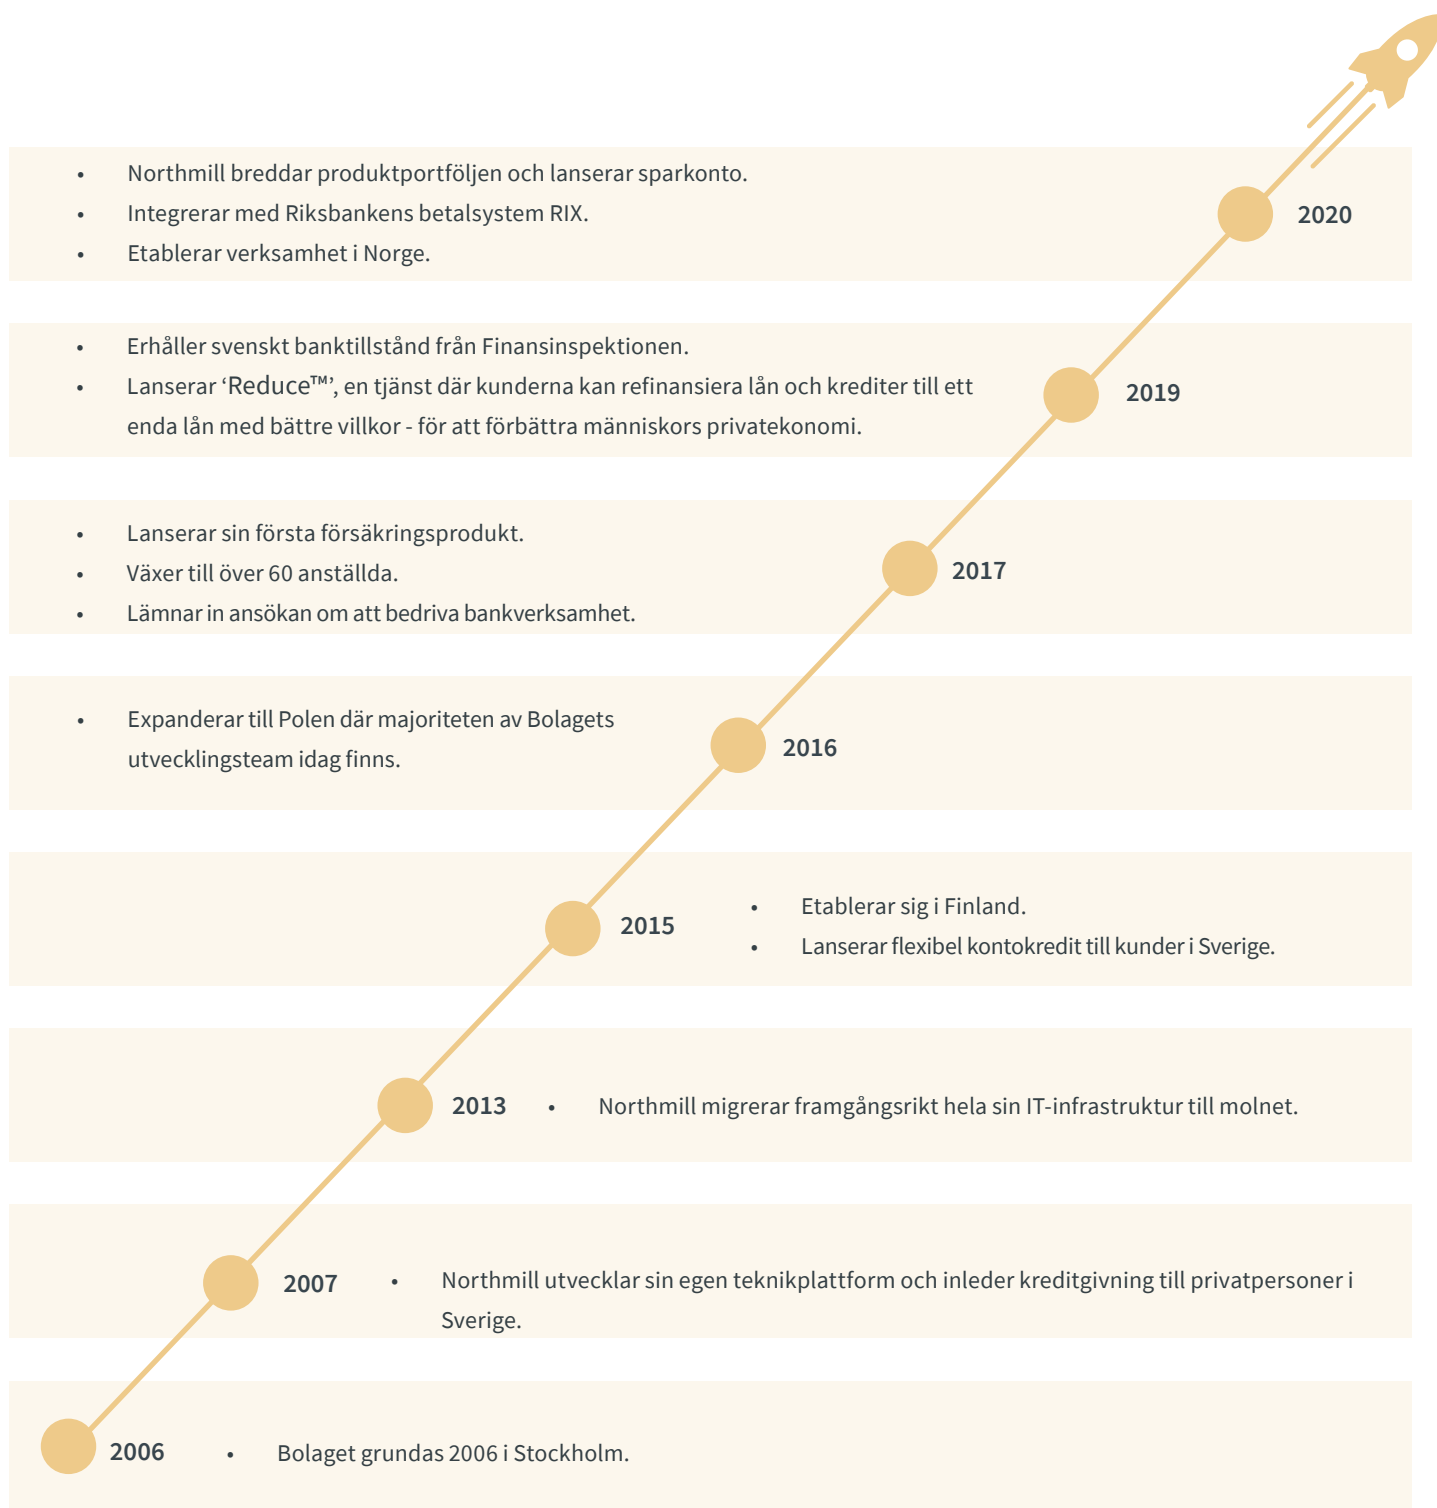 • Northmill breddar produktportföljen och lanserar sparkonto.
• Integrerar med Riksbankens betalsystem RIX.
• Etablerar verksamhet i Norge.
2020
• Erhåller svenskt banktillstånd från Finansinspektionen.
• Lanserar ‘Reduce™’, en tjänst där kunderna kan refinansiera lån och krediter till ett
enda lån med bättre villkor - för att förbättra människors privatekonomi.
2019
• Lanserar sin första försäkringsprodukt.
• Växer till över 60 anställda.
• Lämnar in ansökan om att bedriva bankverksamhet.
2017
• Expanderar till Polen där majoriteten av Bolagets
utvecklingsteam idag finns.
2016
2015
• Etablerar sig i Finland.
• Lanserar flexibel kontokredit till kunder i Sverige.
2013 • Northmill migrerar framgångsrikt hela sin IT-infrastruktur till molnet.
2007 • Northmill utvecklar sin egen teknikplattform och inleder kreditgivning till privatpersoner i
Sverige.
2006 • Bolaget grundas 2006 i Stockholm.